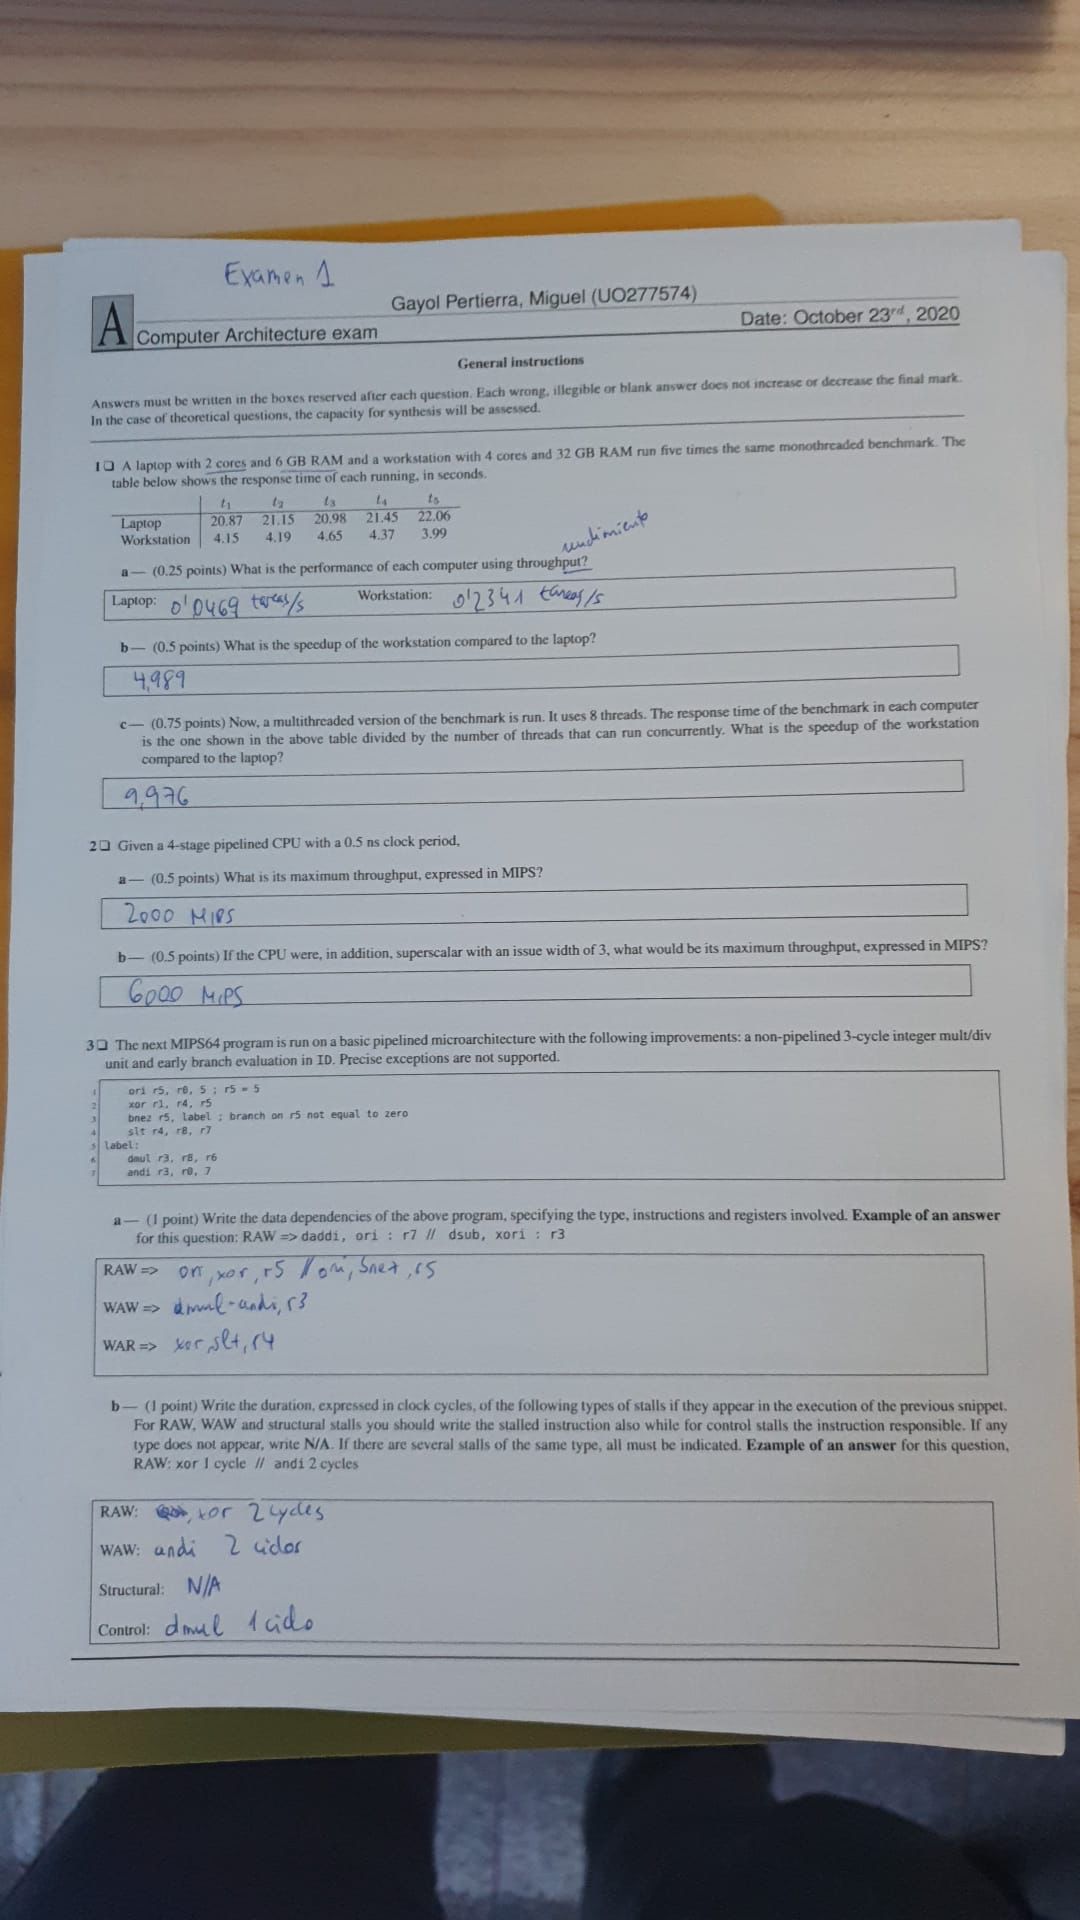 Examen 1
A
Gayol Pertierra, Miguel (UO277574)
Computer Architecture exam
Date: October 23rd, 2020
General instructions
Answers must be written in the boxes reserved after each question. Each wrong, illegible or blank answer does not increase or decrease the final mark.
In the case of theoretical questions, the capacity for synthesis will be assessed.
1❑ A laptop with 2 cores and 6 GB RAM and a workstation with 4 cores and 32 GB RAM run five times the same monothreaded benchmark. The
table below shows the response time of each running, in seconds.
t1 t2 t3 t4 t5
Laptop 20.87 21.15 20.98 21.45 22.06
Workstation 4.15 4.19 4.65 4.37 3.99
rendimiento
a— (0.25 points) What is the performance of each computer using throughput?
Laptop: 0'0469 tareas/s Workstation: 0'2341 tareas/s
b— (0.5 points) What is the speedup of the workstation compared to the laptop?
4,989
c— (0.75 points) Now, a multithreaded version of the benchmark is run. It uses 8 threads. The response time of the benchmark in each computer
is the one shown in the above table divided by the number of threads that can run concurrently. What is the speedup of the workstation
compared to the laptop?
9,976
2❑ Given a 4-stage pipelined CPU with a 0.5 ns clock period,
a— (0.5 points) What is its maximum throughput, expressed in MIPS?
2000 MIPS
b— (0.5 points) If the CPU were, in addition, superscalar with an issue width of 3, what would be its maximum throughput, expressed in MIPS?
6000 MIPS
3❑ The next MIPS64 program is run on a basic pipelined microarchitecture with the following improvements: a non-pipelined 3-cycle integer mult/div
unit and early branch evaluation in ID. Precise exceptions are not supported.
1 ori r5, r0, 5 ; r5 = 5
2 xor r1, r4, r5
3 bnez r5, label ; branch on r5 not equal to zero
4 slt r4, r8, r7
5 label:
6 dmul r3, r8, r6
7 andi r3, r0, 7
a— (1 point) Write the data dependencies of the above program, specifying the type, instructions and registers involved. Example of an answer
for this question: RAW => daddi, ori : r7 // dsub, xori : r3
RAW => ori, xor, r5 // ori, bnez, r5
WAW => dmul-andi, r3
WAR => xor, slt, r4
b— (1 point) Write the duration, expressed in clock cycles, of the following types of stalls if they appear in the execution of the previous snippet.
For RAW, WAW and structural stalls you should write the stalled instruction also while for control stalls the instruction responsible. If any
type does not appear, write N/A. If there are several stalls of the same type, all must be indicated. Ezample of an answer for this question,
RAW: xor 1 cycle // andi 2 cycles
RAW: , xor 2 cycles
WAW: andi 2 ciclos
Structural: N/A
Control: dmul 1 ciclo